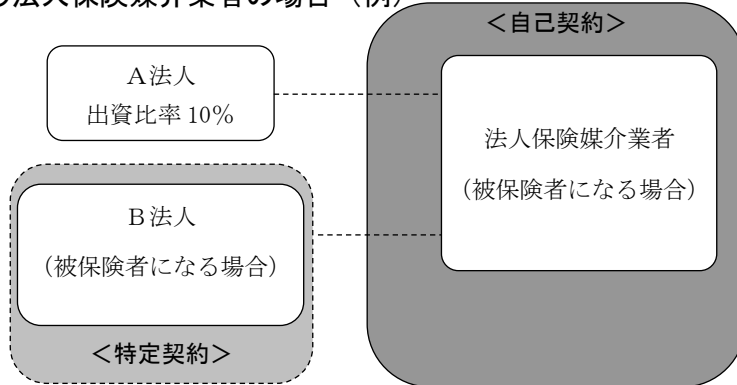 法人保険媒介業者の場合（例）
＜自己契約＞
Ａ法人
出資比率 10％
法人保険媒介業者
（被保険者になる場合）
Ｂ法人
（被保険者になる場合）
＜特定契約＞